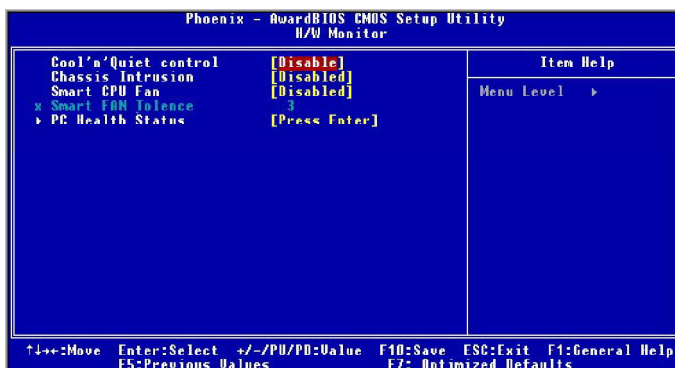 Phoenix - AwardBIOS CMOS Setup Utility
H/W Monitor
Cool'n'Quiet control [Disable]
Chassis Intrusion [Disabled]
Smart CPU Fan [Disabled]
x Smart FAN Tolence 3
▸ PC Health Status [Press Enter]
Item Help
Menu Level ▸
↑↓→←:Move Enter:Select +/-/PU/PD:Value F10:Save ESC:Exit F1:General Help
F5:Previous Values F7: Optimized Defaults